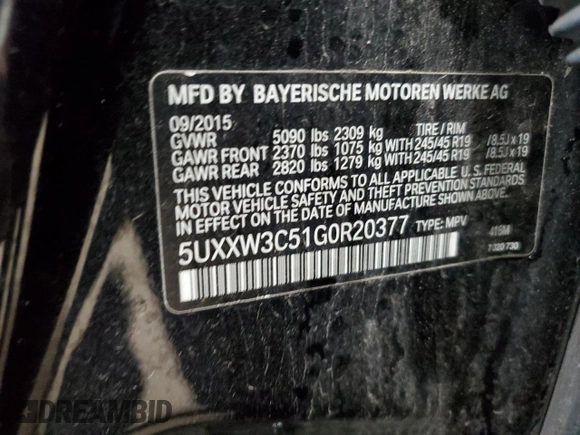 MFD BY BAYERISCHE MOTOREN WERKE AG
09/2015
GVWR 5090 lbs 2309 kg TIRE / RIM
GAWR FRONT 2370 lbs 1075 kg WITH 245/45 R19 /8.5J x 19
GAWR REAR 2820 lbs 1279 kg WITH 245/45 R19 /8.5J x 19
THIS VEHICLE CONFORMS TO ALL APPLICABLE U. S. FEDERAL
MOTOR VEHICLE SAFETY AND THEFT PREVENTION STANDARDS
IN EFFECT ON THE DATE OF MANUFACTURE SHOWN ABOVE.
5UXXW3C51G0R20377 TYPE: MPV
7 320 730
DREAMBID